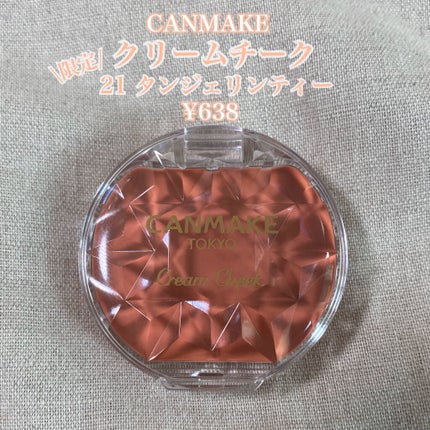 CANMAKE
\限定/ クリームチーク
21 タンジェリンティー
¥638
CANMAKE
TOKYO
Cream Cheek